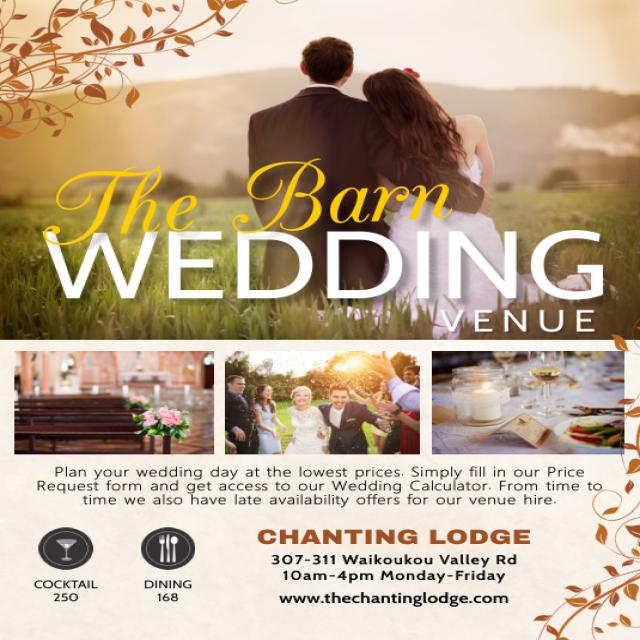 The Barn
WEDDING
VENUE
Plan your wedding day at the lowest prices. Simply fill in our Price
Request form and get access to our Wedding Calculator. From time to
time we also have late availability offers for our venue hire.
COCKTAIL
250
DINING
168
CHANTING LODGE
307-311 Waikoukou Valley Rd
10am-4pm Monday-Friday
www.thechantinglodge.com